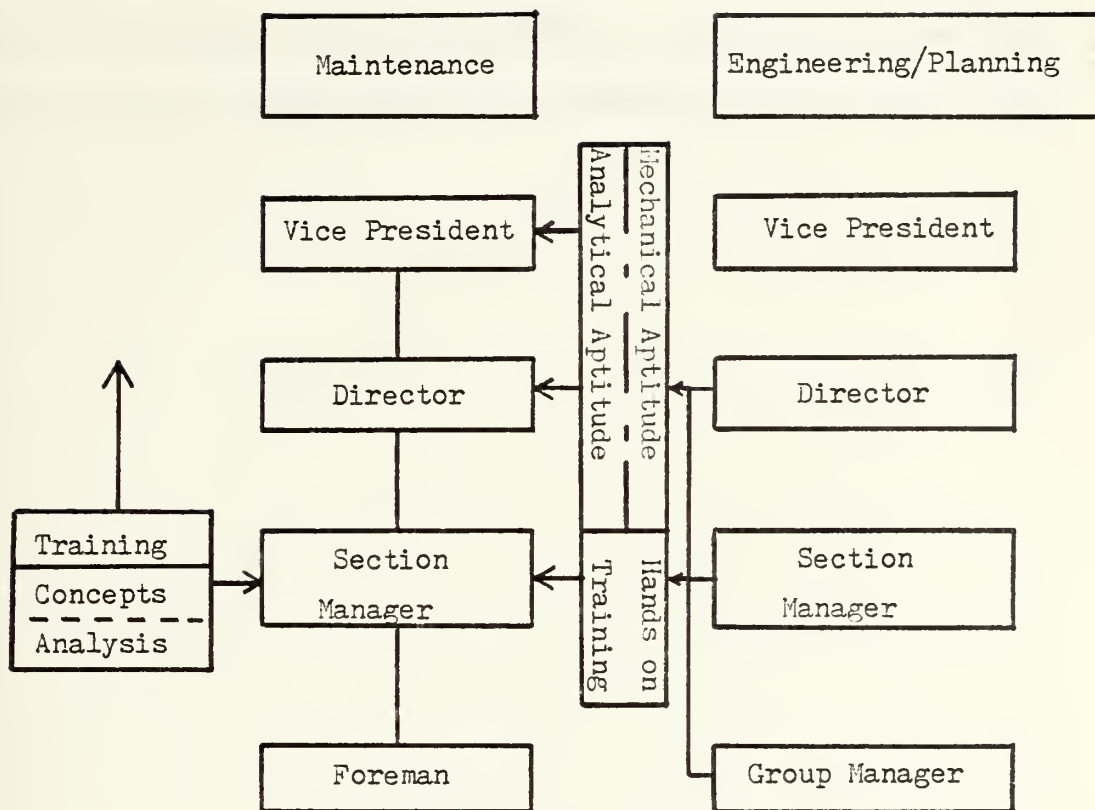 Maintenance
Engineering/Planning
Mechanical Aptitude
Analytical Aptitude
Vice President
Vice President
Director
Director
Training
Concepts
Analysis
Section
Manager
Hands on
Training
Section
Manager
Foreman
Group Manager